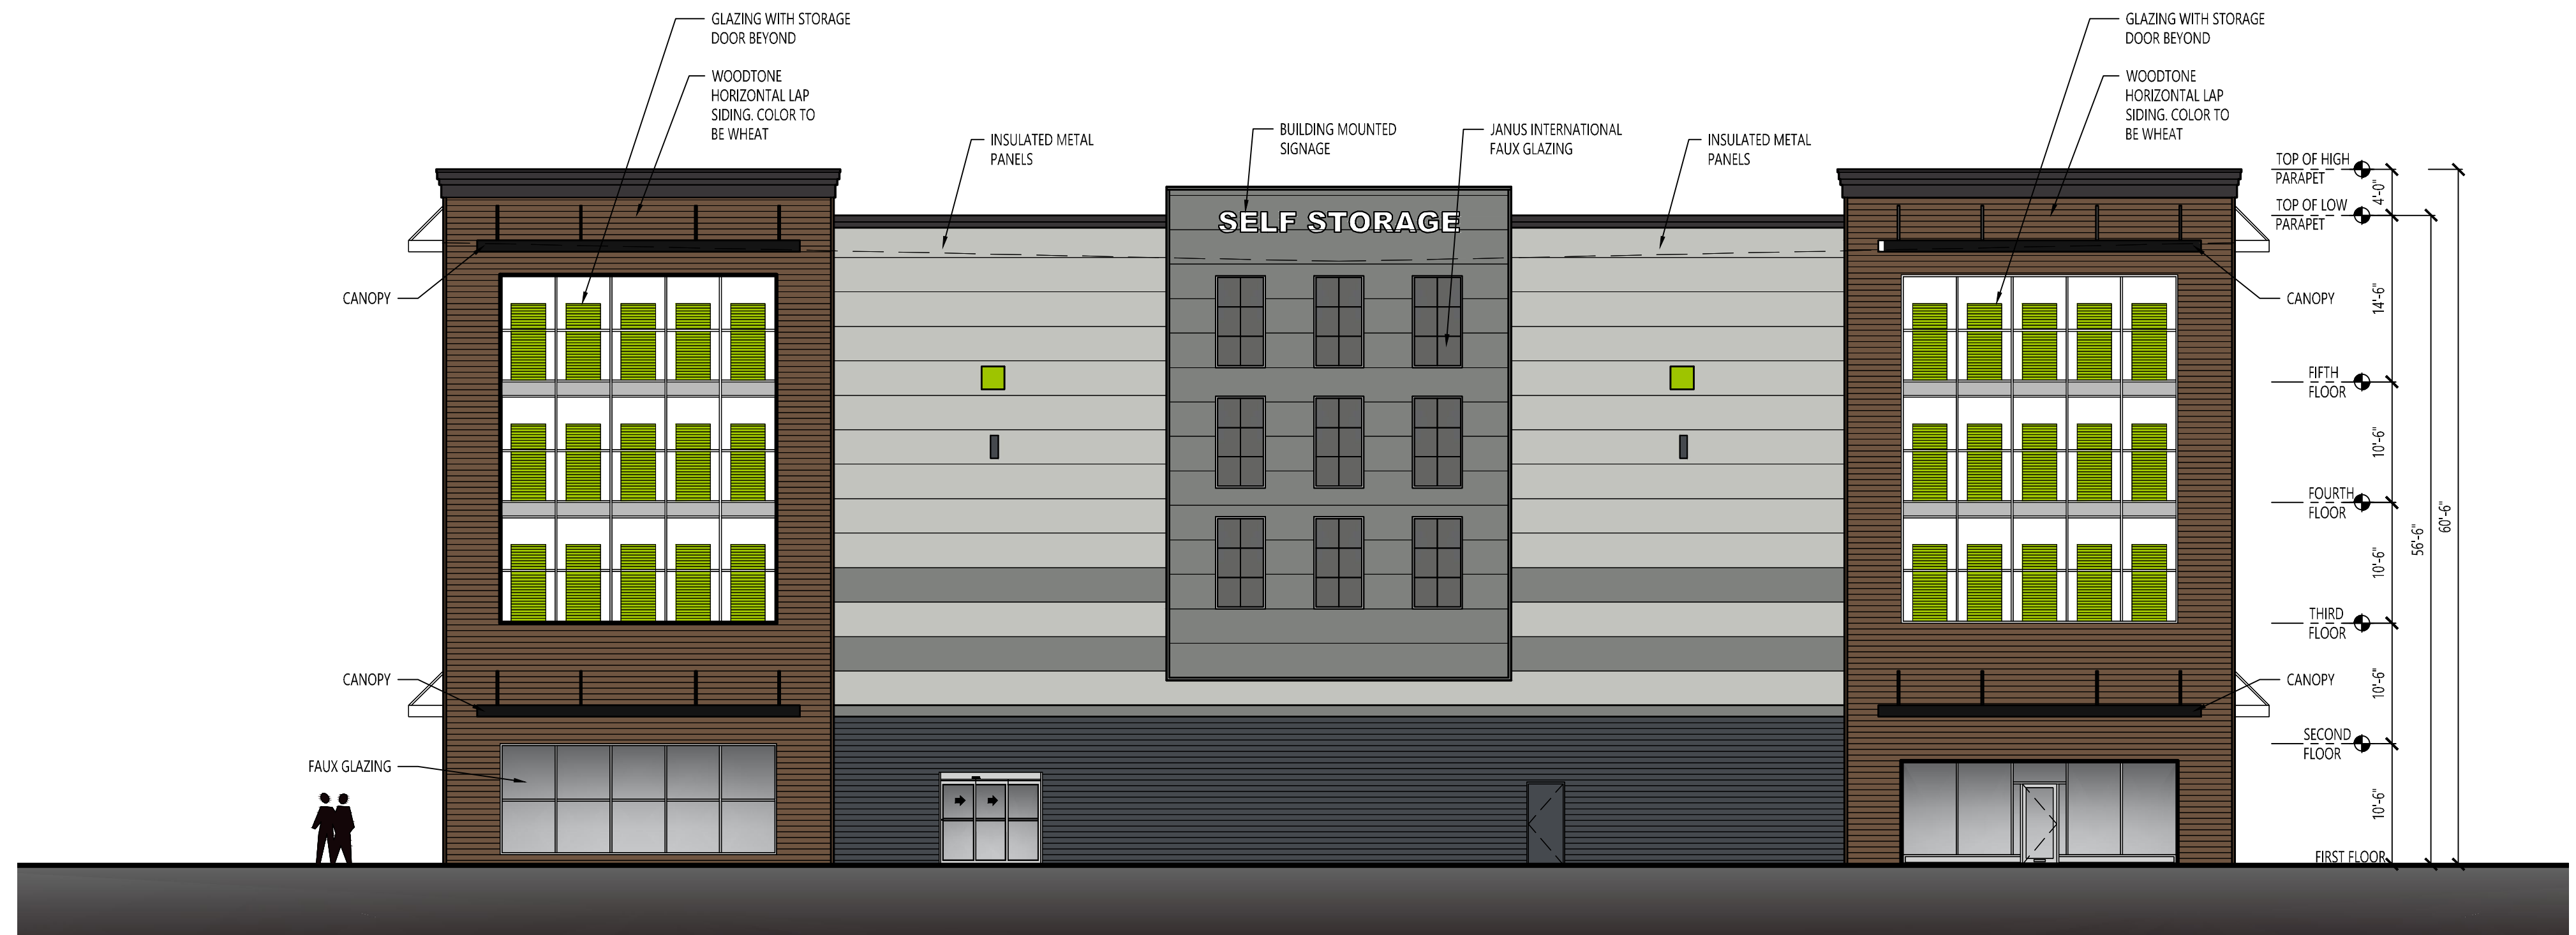 GLAZING WITH STORAGE
DOOR BEYOND
WOODTONE
HORIZONTAL LAP
SIDING. COLOR TO
BE WHEAT
INSULATED METAL
PANELS
BUILDING MOUNTED
SIGNAGE
JANUS INTERNATIONAL
FAUX GLAZING
INSULATED METAL
PANELS
GLAZING WITH STORAGE
DOOR BEYOND
WOODTONE
HORIZONTAL LAP
SIDING. COLOR TO
BE WHEAT
SELF STORAGE
CANOPY
CANOPY
FAUX GLAZING
CANOPY
CANOPY
TOP OF HIGH
PARAPET
TOP OF LOW
PARAPET
FIFTH
FLOOR
FOURTH
FLOOR
THIRD
FLOOR
SECOND
FLOOR
FIRST FLOOR
4'-0"
14'-6"
10'-6"
10'-6"
10'-6"
10'-6"
56'-6"
60'-6"